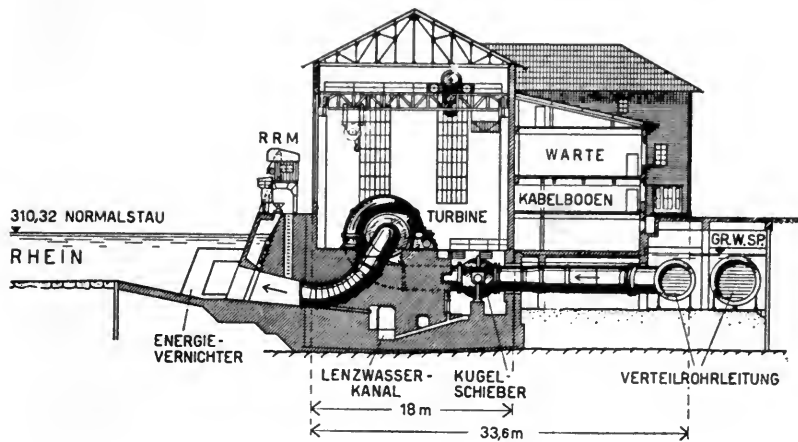 RRM
WARTE
310,32 NORMALSTAU
TURBINE
KABELBODEN
RHEIN
GR.W.SP.
ENERGIE-
VERNICHTER
LENZWASSER-
KANAL
KUGEL-
SCHIEBER
VERTEILROHRLEITUNG
18m
33,6m